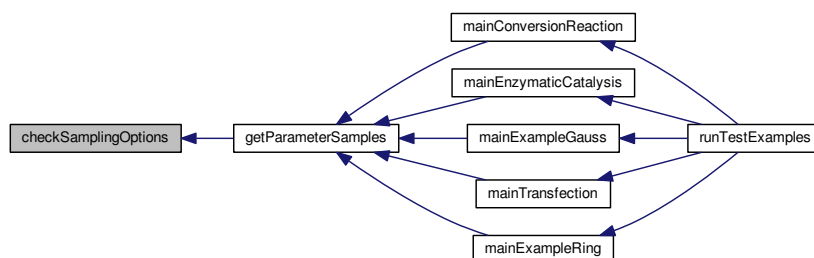 mainConversionReaction
mainEnzymaticCatalysis
checkSamplingOptions
getParameterSamples
mainExampleGauss
runTestExamples
mainTransfection
mainExampleRing